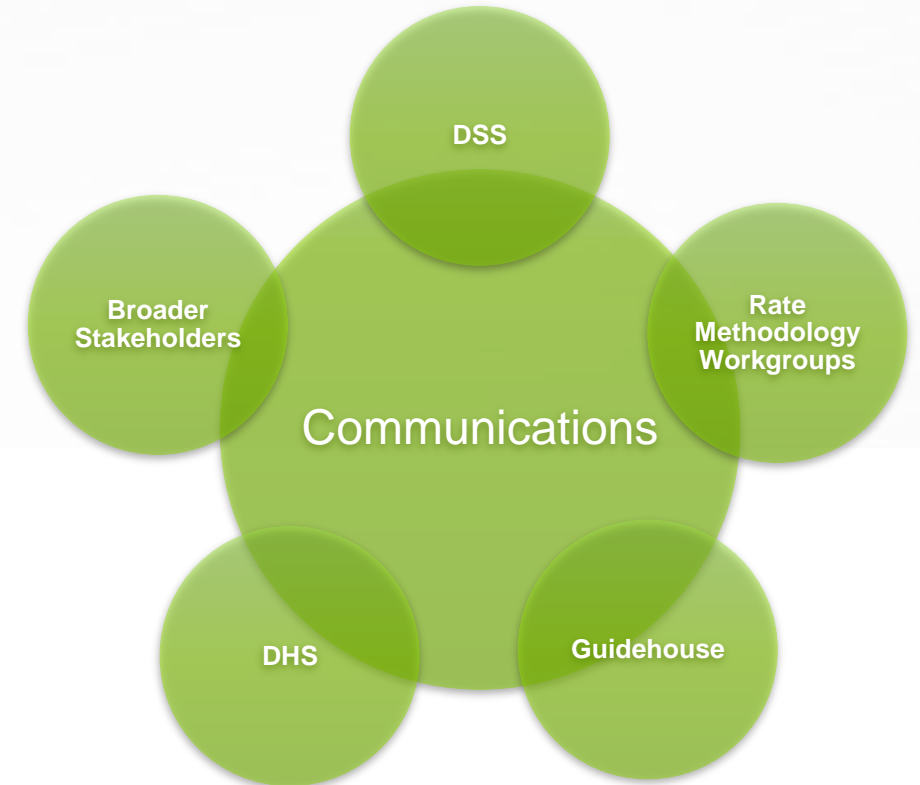 DSS
Broader
Stakeholders
Rate
Methodology
Workgroups
Communications
DHS
Guidehouse